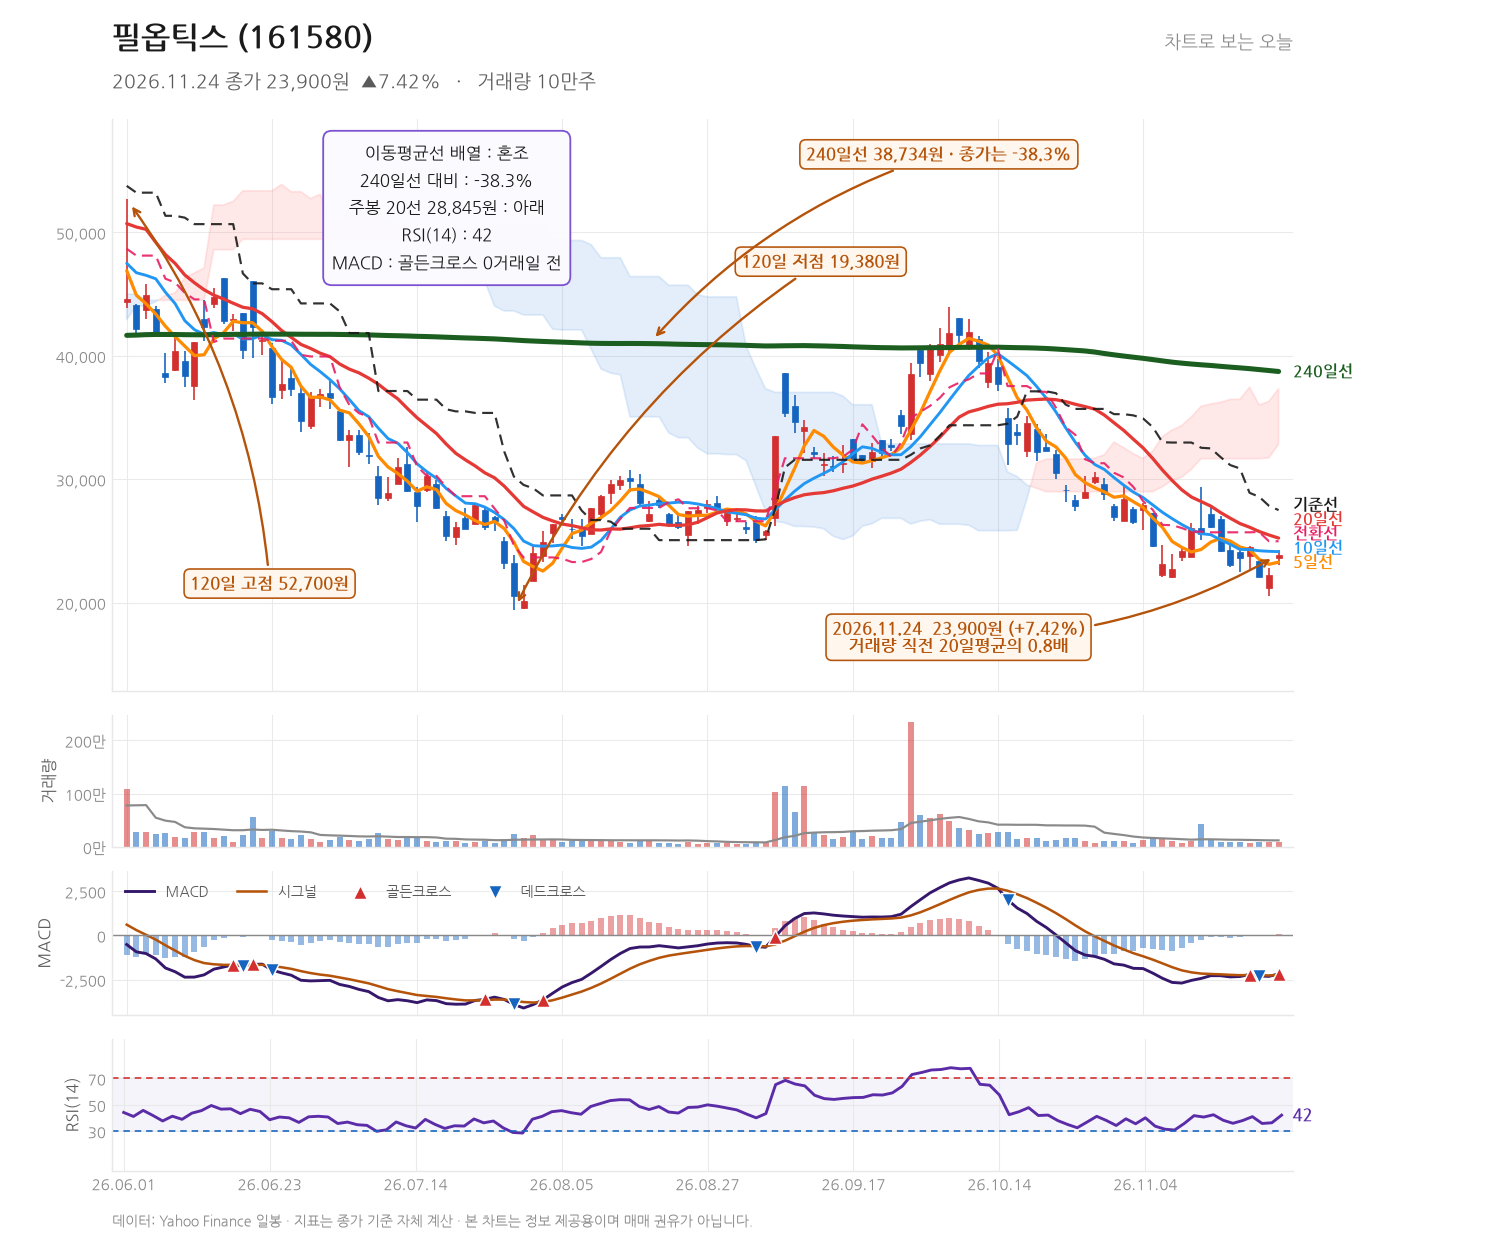 필옵틱스 (161580)
차트로 보는 오늘
2026.11.24 종가 23,900원 ▲7.42% · 거래량 10만주
이동평균선 배열 : 혼조
240일선 대비 : -38.3%
주봉 20선 28,845원 : 아래
RSI(14) : 42
MACD : 골든크로스 0거래일 전
240일선 38,734원 · 종가는 -38.3%
120일 저점 19,380원
50,000
40,000
30,000
20,000
240일선
기준선
20일선
전환선
10일선
5일선
120일 고점 52,700원
2026.11.24 23,900원 (+7.42%)
거래량 직전 20일평균의 0.8배
거래량
200만
100만
0만
MACD
2,500
0
-2,500
MACD
시그널
골든크로스
데드크로스
RSI(14)
70
50
30
42
26.06.01
26.06.23
26.07.14
26.08.05
26.08.27
26.09.17
26.10.14
26.11.04
데이터: Yahoo Finance 일봉 · 지표는 종가 기준 자체 계산 · 본 차트는 정보 제공용이며 매매 권유가 아닙니다.